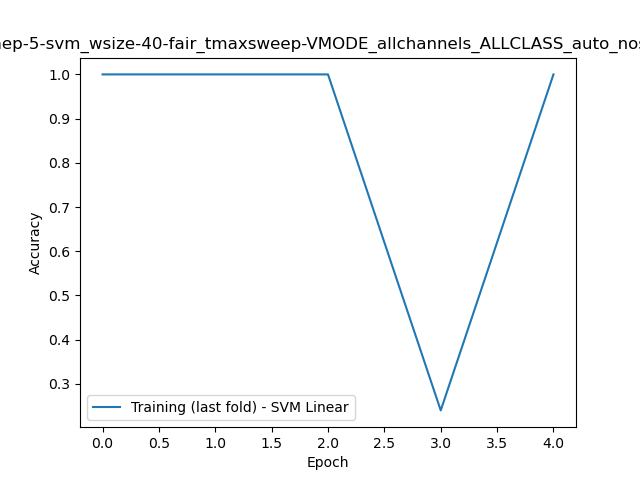 nep-5-svm_wsize-40-fair_tmaxsweep-VMODE_allchannels_ALLCLASS_auto_nos
1.0
0.9
0.8
0.7
0.6
0.5
0.4
0.3
Accuracy
Training (last fold) - SVM Linear
0.0 0.5 1.0 1.5 2.0 2.5 3.0 3.5 4.0
Epoch